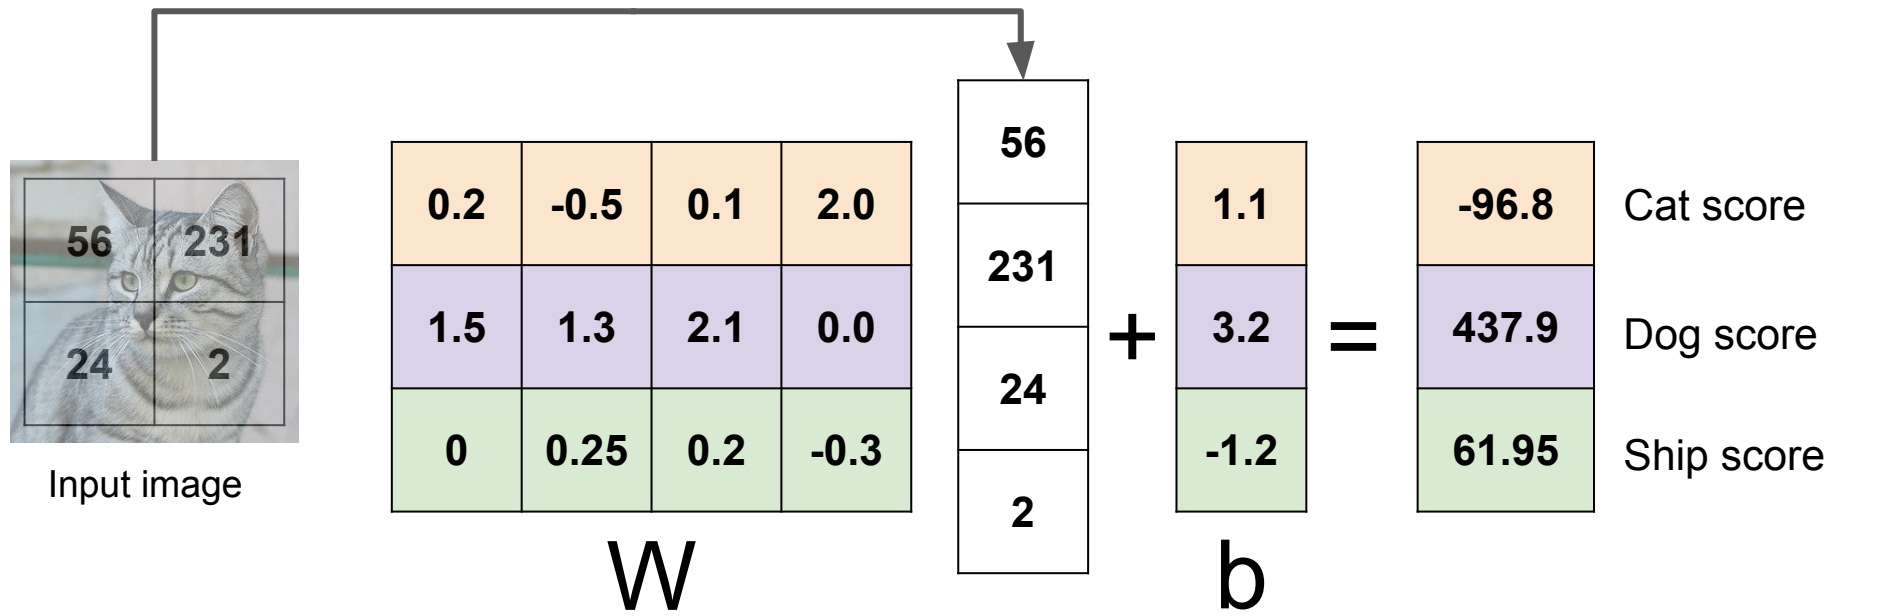 56 231
24 2
Input image
0.2 -0.5 0.1 2.0
1.5 1.3 2.1 0.0
0 0.25 0.2 -0.3
W
56
231
24
2
+
1.1
3.2
-1.2
b
=
-96.8 Cat score
437.9 Dog score
61.95 Ship score